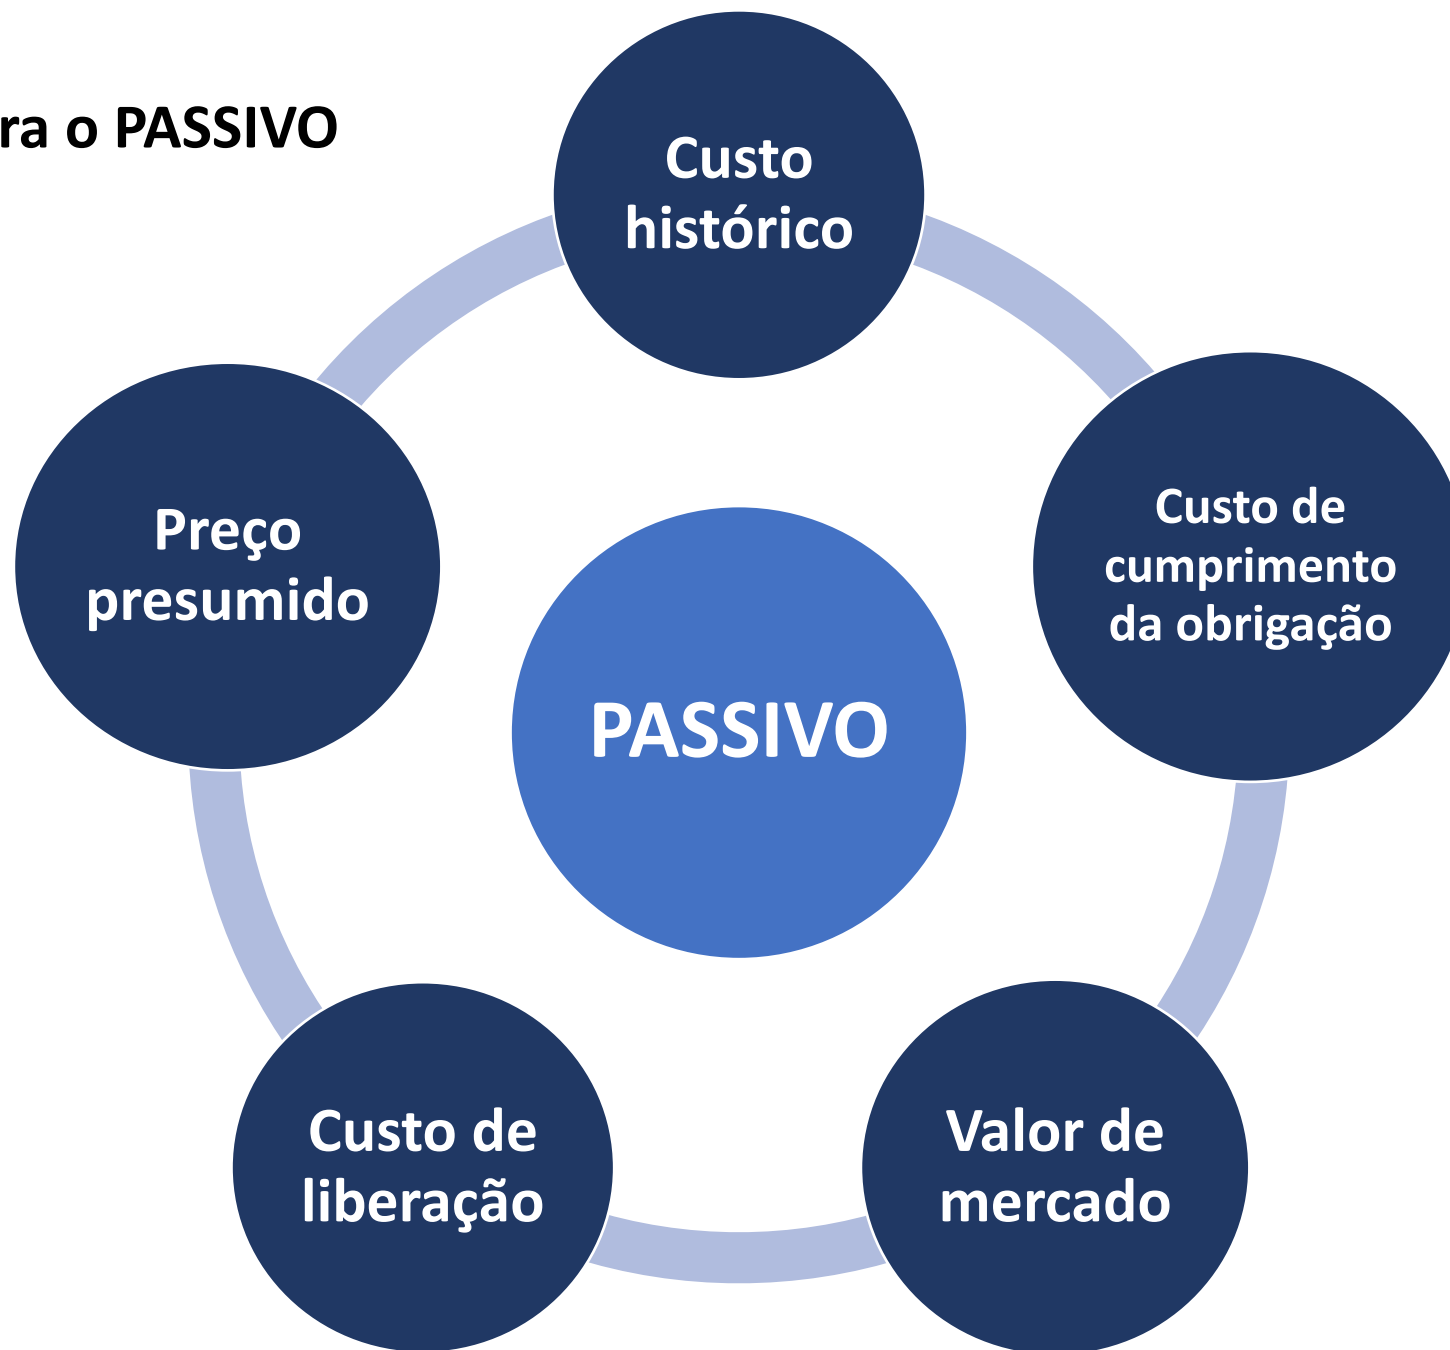 ra o PASSIVO
Custo
histórico
Custo de
cumprimento
da obrigação
Valor de
mercado
Custo de
liberação
Preço
presumido
PASSIVO